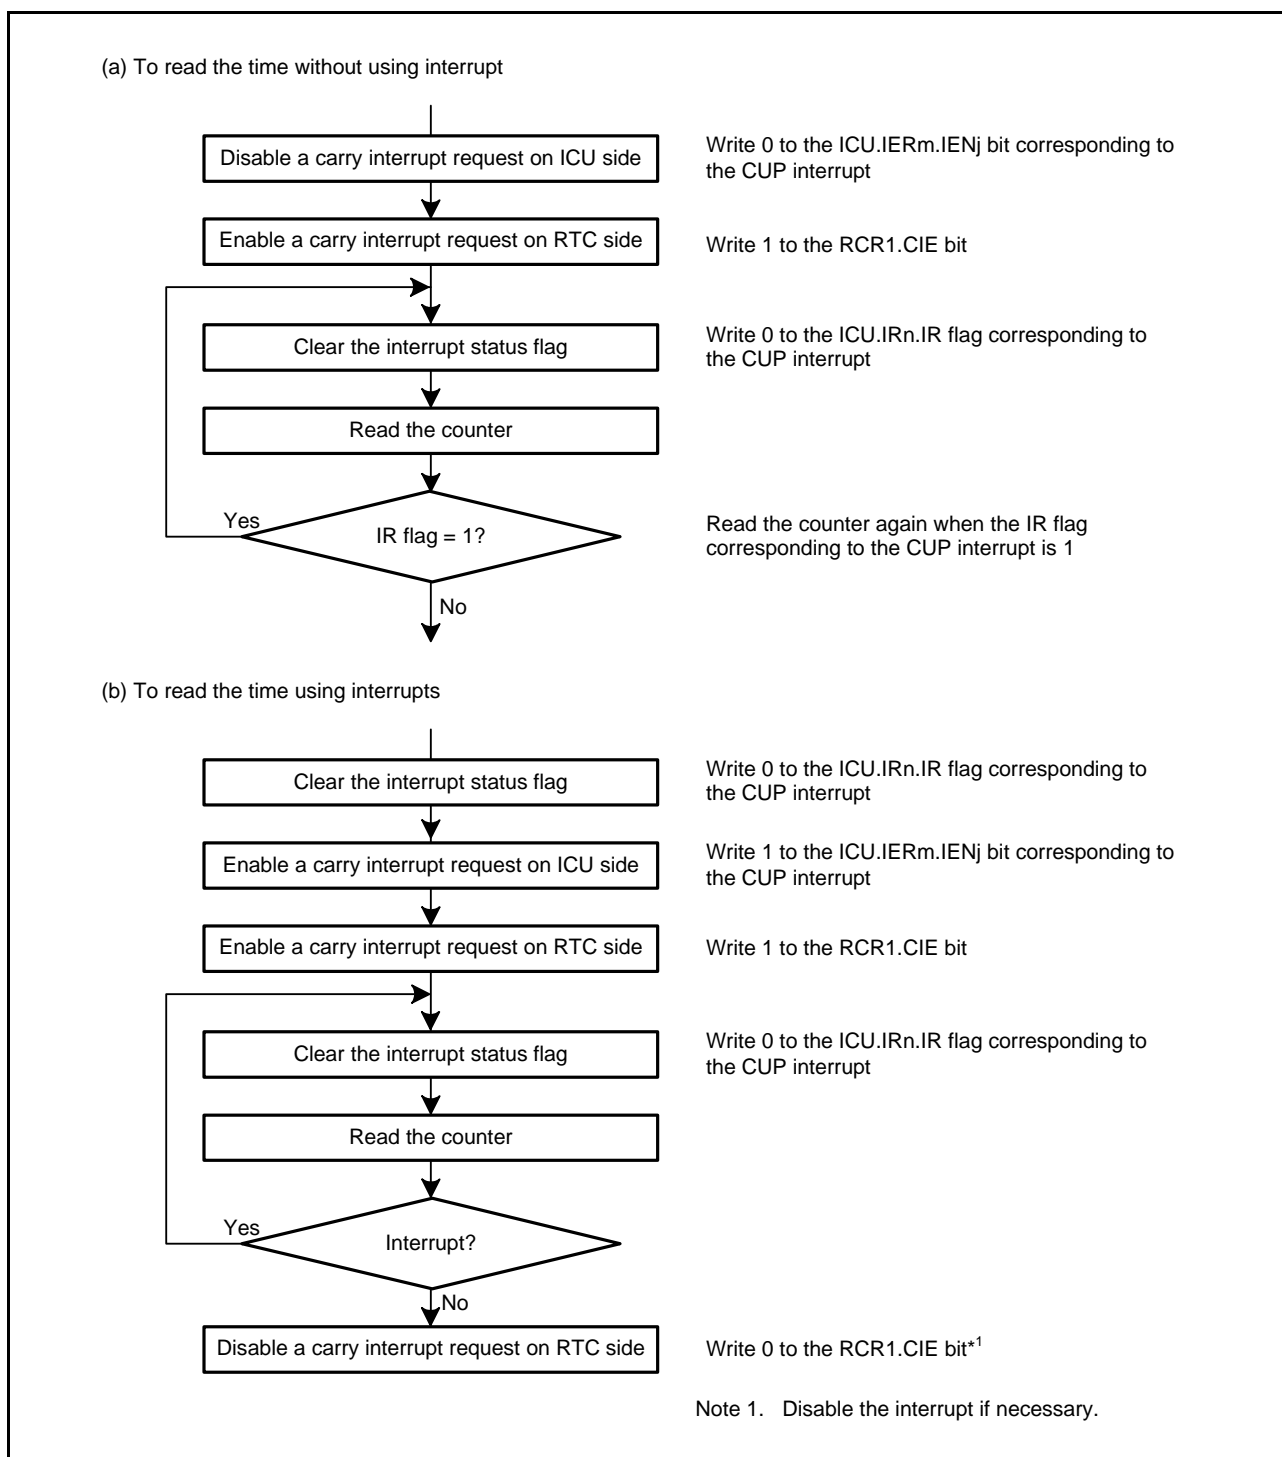 (a) To read the time without using interrupt
Disable a carry interrupt request on ICU side
Write 0 to the ICU.IERm.IENj bit corresponding to
the CUP interrupt
Enable a carry interrupt request on RTC side
Write 1 to the RCR1.CIE bit
Clear the interrupt status flag
Write 0 to the ICU.IRn.IR flag corresponding to
the CUP interrupt
Read the counter
Yes
IR flag = 1?
Read the counter again when the IR flag
corresponding to the CUP interrupt is 1
No
(b) To read the time using interrupts
Clear the interrupt status flag
Write 0 to the ICU.IRn.IR flag corresponding to
the CUP interrupt
Enable a carry interrupt request on ICU side
Write 1 to the ICU.IERm.IENj bit corresponding to
the CUP interrupt
Enable a carry interrupt request on RTC side
Write 1 to the RCR1.CIE bit
Clear the interrupt status flag
Write 0 to the ICU.IRn.IR flag corresponding to
the CUP interrupt
Read the counter
Yes
Interrupt?
No
Disable a carry interrupt request on RTC side
Write 0 to the RCR1.CIE bit*1
Note 1. Disable the interrupt if necessary.